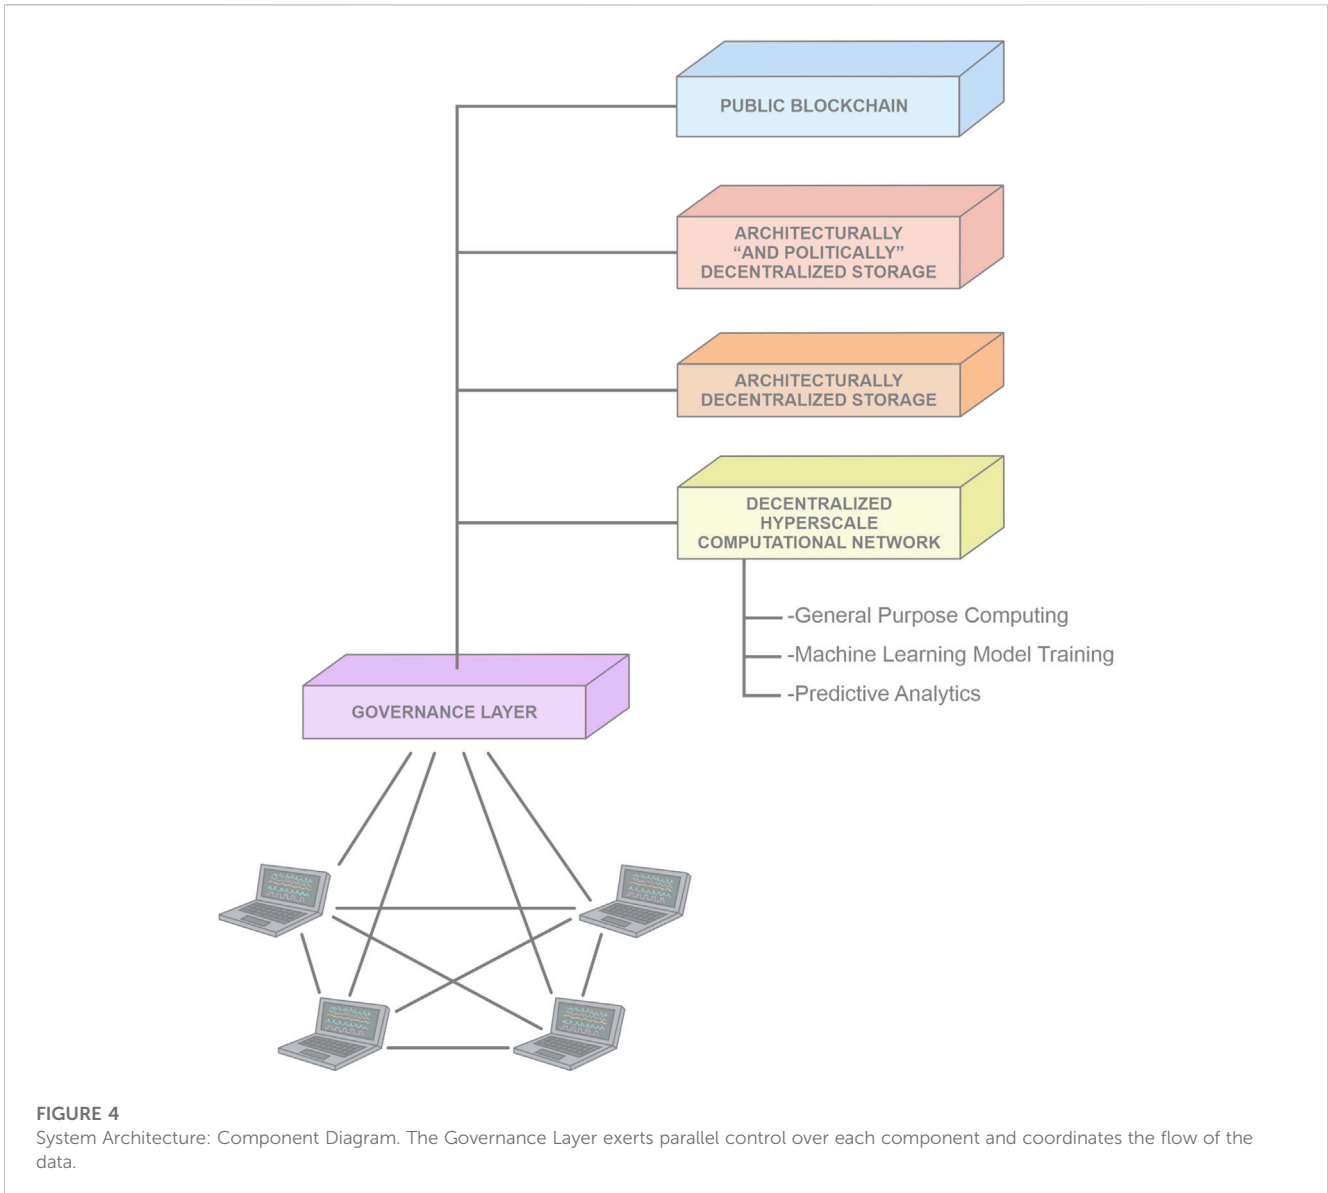 PUBLIC BLOCKCHAIN
ARCHITECTURALLY
“AND POLITICALLY”
DECENTRALIZED STORAGE
ARCHITECTURALLY
DECENTRALIZED STORAGE
DECENTRALIZED
HYPERSCALE
COMPUTATIONAL NETWORK
-General Purpose Computing
-Machine Learning Model Training
-Predictive Analytics
GOVERNANCE LAYER
FIGURE 4
System Architecture: Component Diagram. The Governance Layer exerts parallel control over each component and coordinates the flow of the
data.